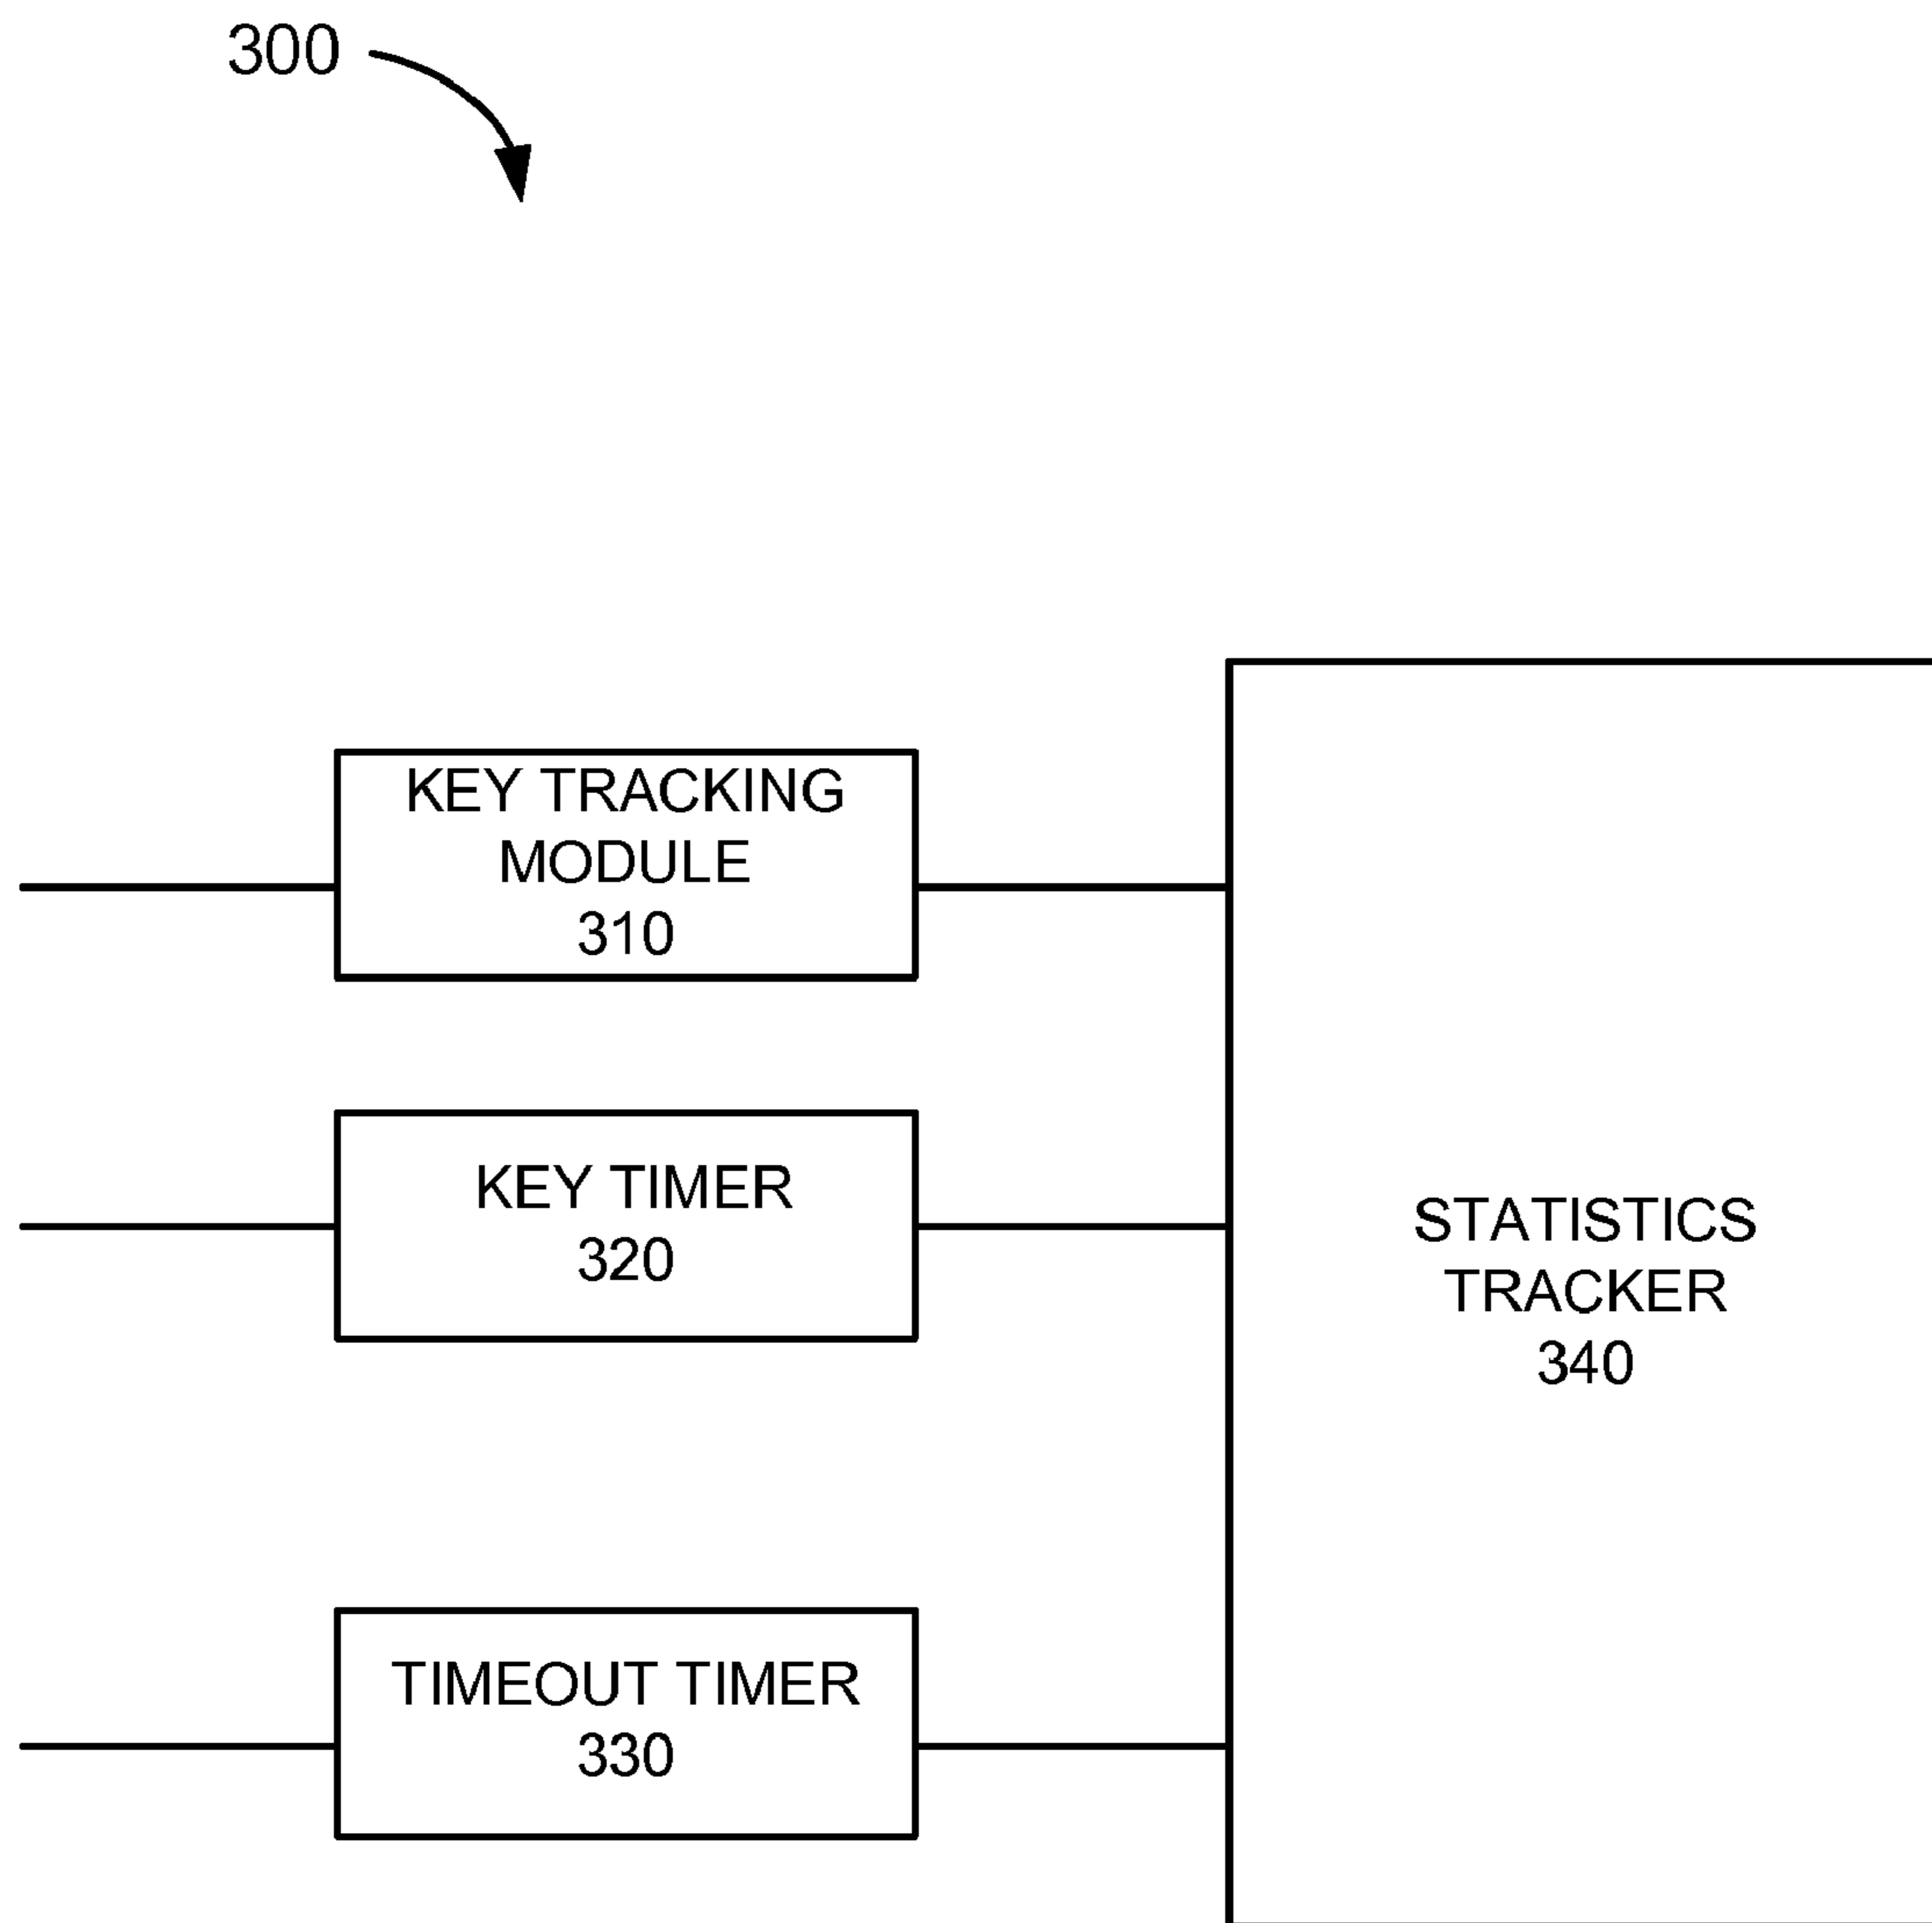 300
KEY TRACKING
MODULE
310
KEY TIMER
320
STATISTICS
TRACKER
340
TIMEOUT TIMER
330